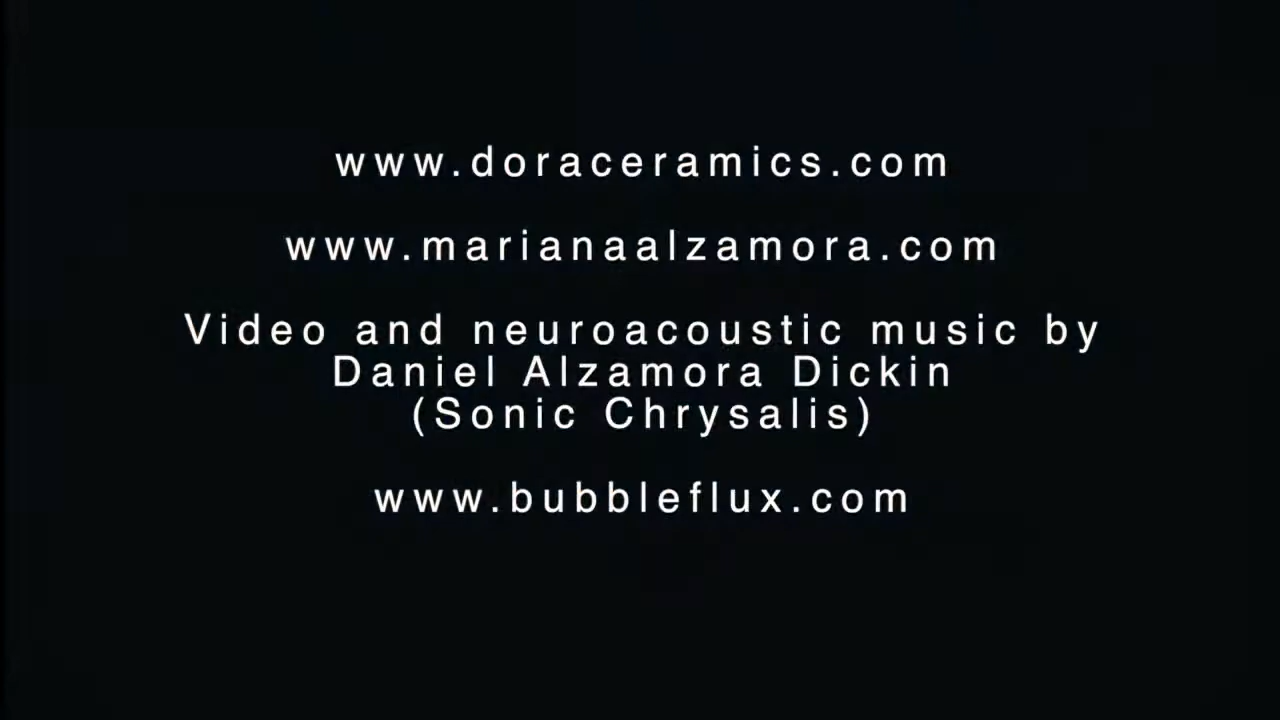 www.doraceramics.com
www.marianaalzamora.com
Video and neuroacoustic music by
Daniel Alzamora Dickin
(Sonic Chrysalis)
www.bubbleflux.com